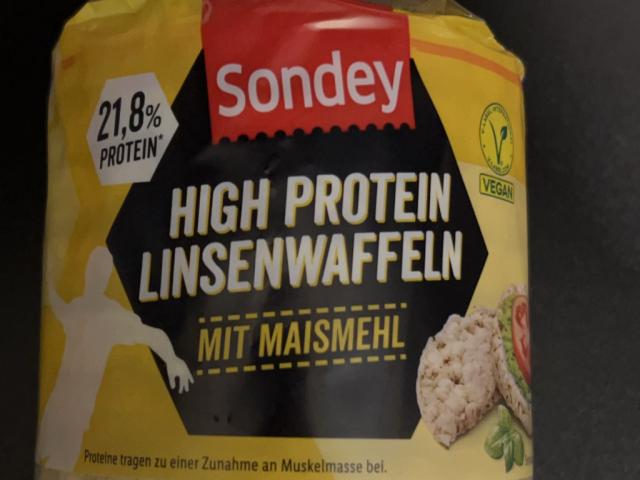 Sondey
21,8%
PROTEIN*
HIGH PROTEIN
LINSENWAFFELN
MIT MAISMEHL
VEGAN
Proteine tragen zu einer Zunahme an Muskelmasse bei.